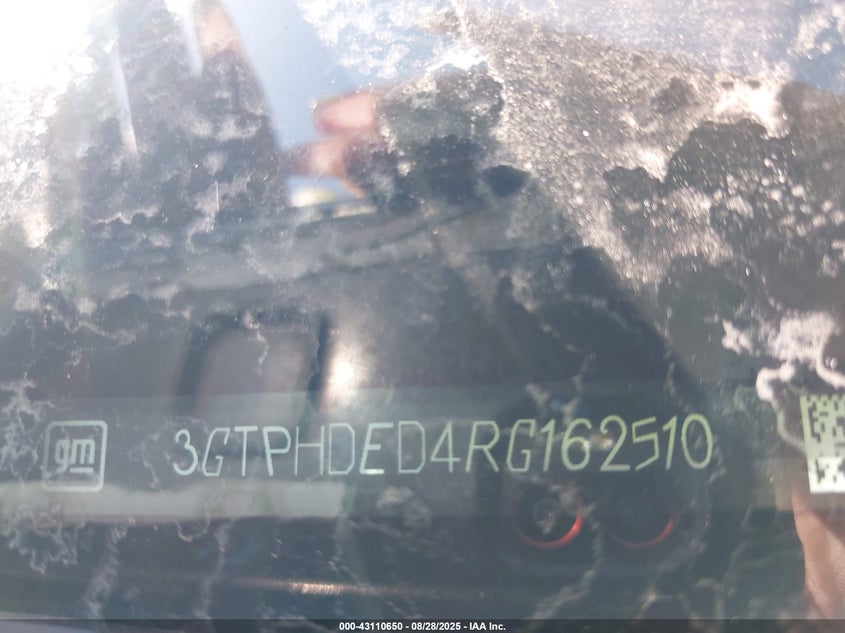 gm 3GTPHDED4RG162510
000-43110650 - 08/28/2025 - IAA Inc.